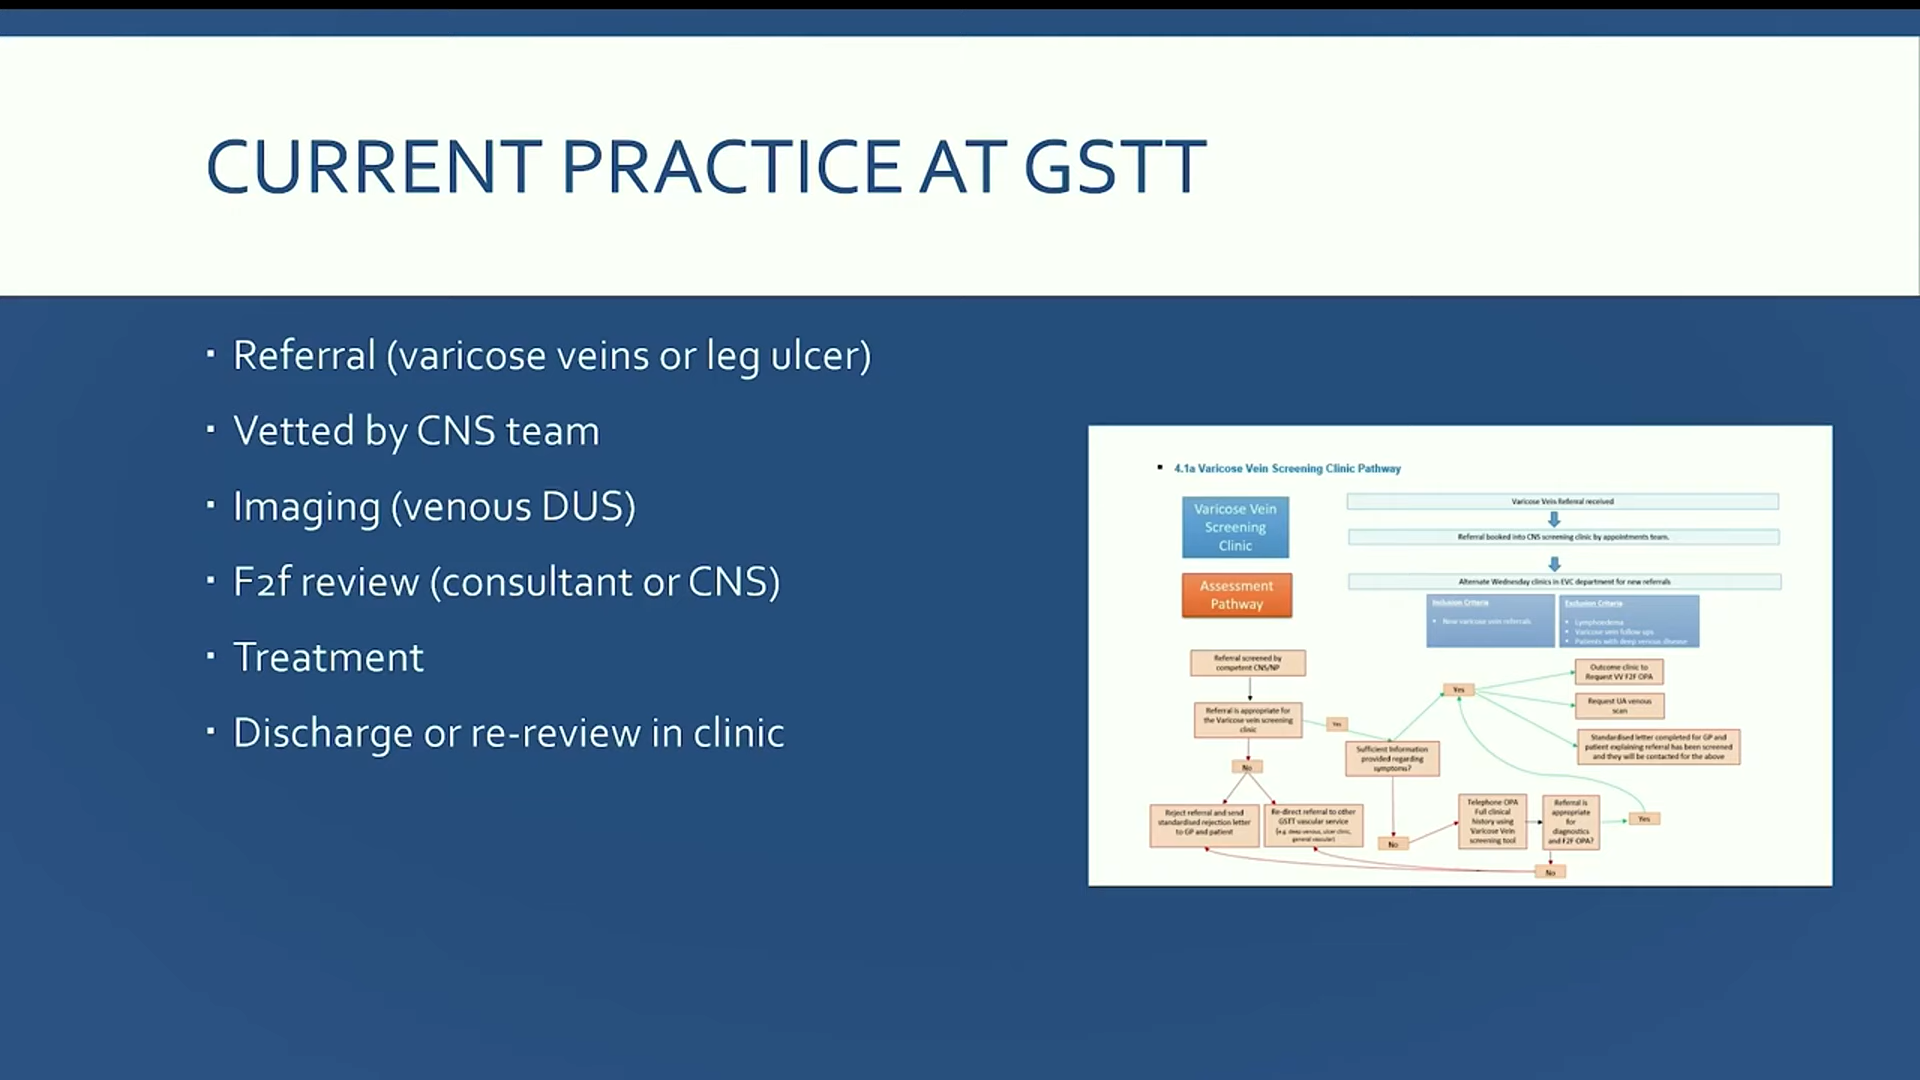 CURRENT PRACTICE AT GSTT
▪ Referral (varicose veins or leg ulcer)
▪ Vetted by CNS team
▪ Imaging (venous DUS)
▪ F2f review (consultant or CNS)
▪ Treatment
▪ Discharge or re-review in clinic
▪ 4.1a Varicose Vein Screening Clinic Pathway
Varicose Vein
Screening
Clinic
Assessment
Pathway
Varicose Vein Referral received
Referral booked into CNS screening clinic by appointments team.
Alternate Wednesday clinics in EVC department for new referrals
Inclusion Criteria
• New varicose vein referrals
Exclusion Criteria
• Lymphoedema
• Varicose vein follow ups
• Patients with deep venous disease
Referral screened by
competent CNS/NP
Referral is appropriate for
the Varicose vein screening
clinic
Yes
No
Reject referral and send
standardised rejection letter
to GP and patient
Re-direct referral to other
GSTT vascular service
(e.g. deep venous, ulcer clinic,
general vascular)
Sufficient information
provided regarding
symptoms?
Yes
Outcome clinic to
Request VV F2F OPA
Request UA venous
scan
Standardised letter completed for GP and
patient explaining referral has been screened
and they will be contacted for the above
No
Telephone OPA
Full clinical
history using
Varicose Vein
screening tool
Referral is
appropriate
for
diagnostics
and F2F OPA?
Yes
No